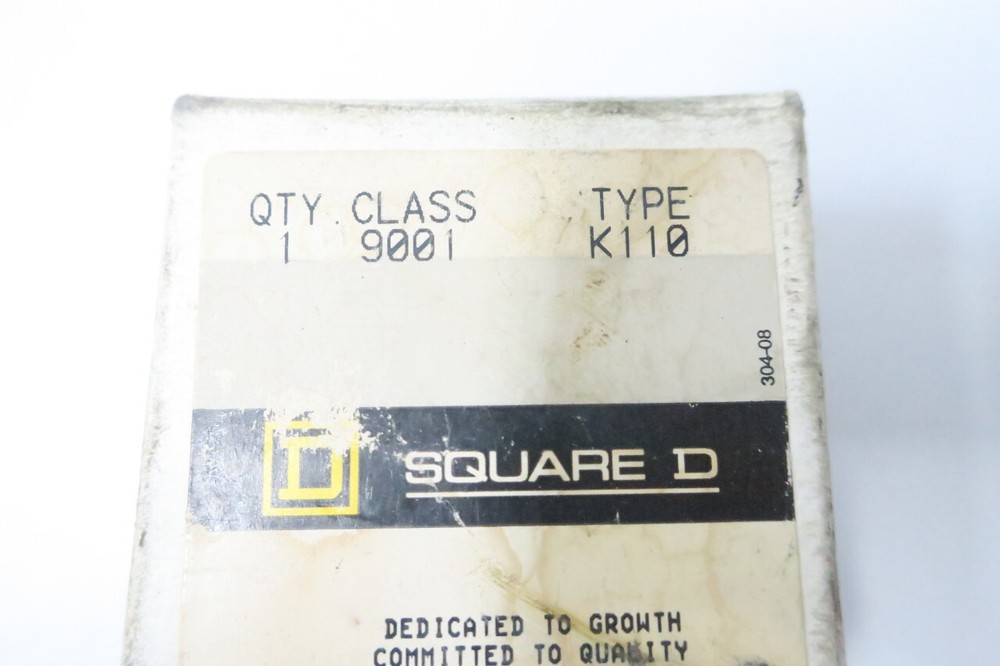 QTY. CLASS TYPE
1 9001 K110
304-08
D SQUARE D
DEDICATED TO GROWTH
COMMITTED TO QUALITY